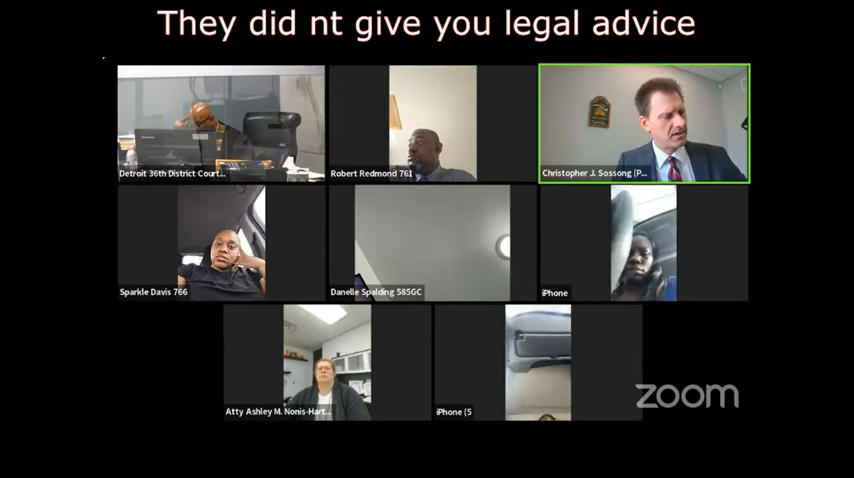 They did nt give you legal advice
Detroit 36th District Court...
Robert Redmond 761
Christopher J. Sossong (P...
Sparkle Davis 766
Danelle Spalding 585GC
iPhone
Atty Ashley M. Nonis-Hart...
iPhone (5
zoom